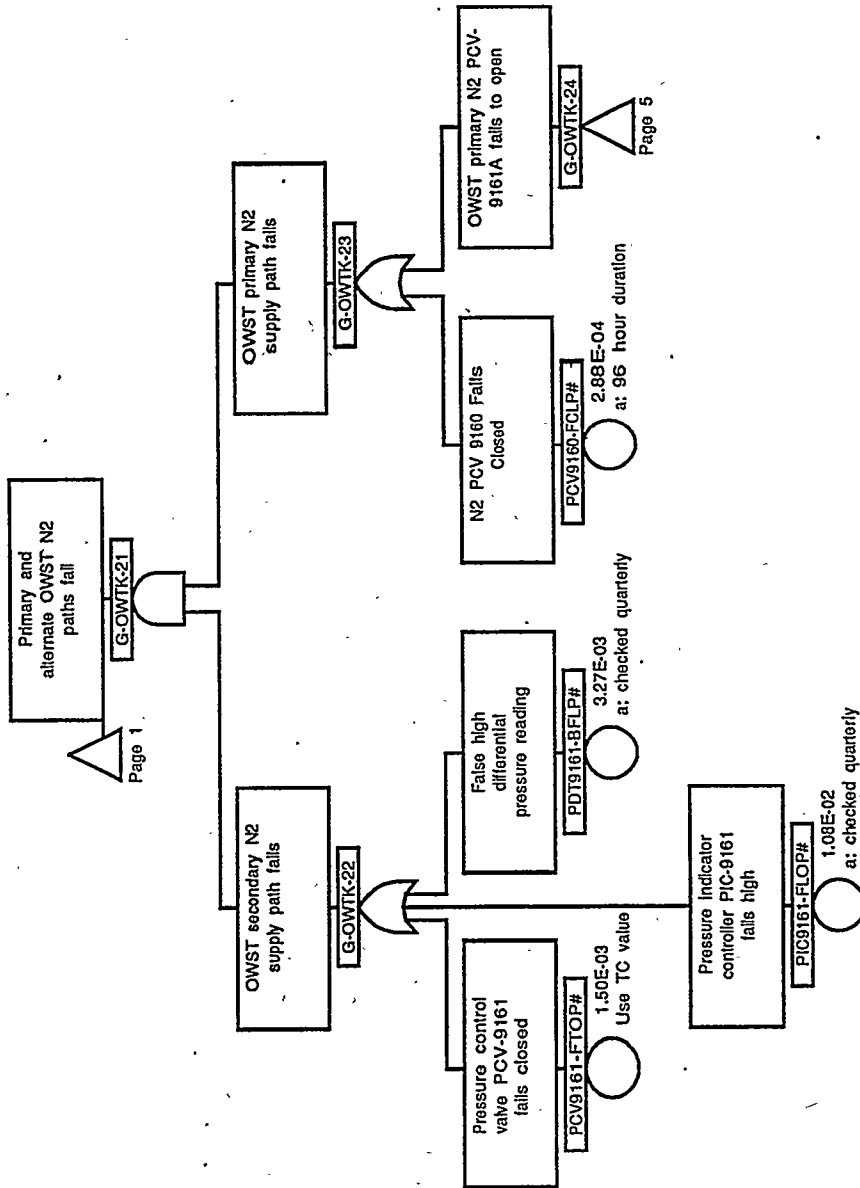 Primary and
alternate OWST N2
paths fail
G-OWTK-21
Page 1
OWST secondary N2
supply path fails
G-OWTK-22
OWST primary N2
supply path fails
G-OWTK-23
Pressure control
valve PCV-9161
fails closed
PCV9161-FTOP#
1.50E-03
Use TC value
False high
differential
pressure reading
PDT9161-BFLP#
3.27E-03
a: checked quarterly
N2 PCV 9160 Fails
Closed
PCV9160-FCLP#
2.88E-04
a: 96 hour duration
OWST primary N2 PCV-
9161A fails to open
G-OWTK-24
Page 5
Pressure Indicator
controller PIC-9161
fails high
PIC9161-FLOP#
1.08E-02
a: checked quarterly